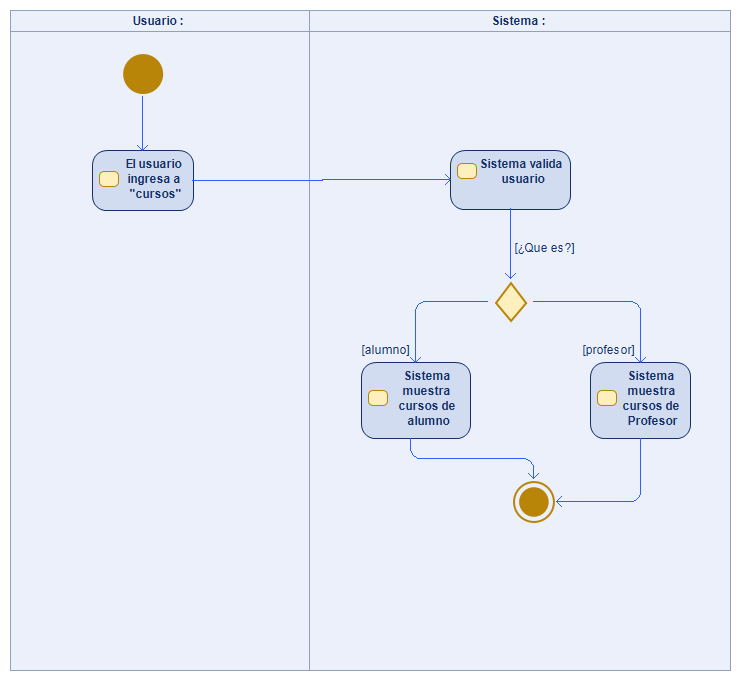 Usuario :
Sistema :
El usuario
ingresa a
"cursos"
Sistema valida
usuario
[¿Que es?]
[alumno]
[profesor]
Sistema
muestra
cursos de
alumno
Sistema
muestra
cursos de
Profesor